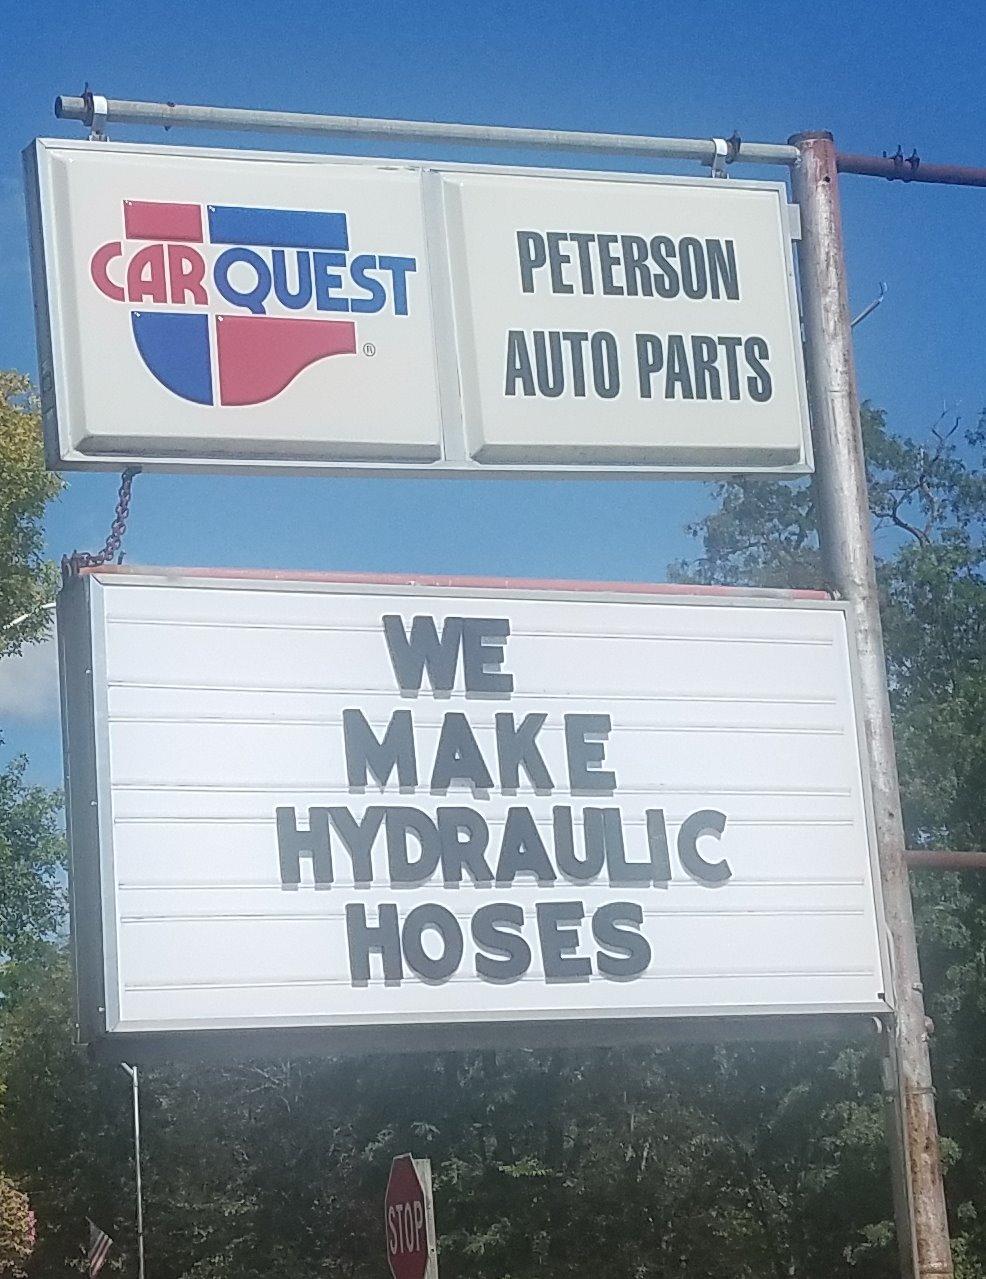 CARQUEST
®
PETERSON
AUTO PARTS
WE
MAKE
HYDRAULIC
HOSES
STOP